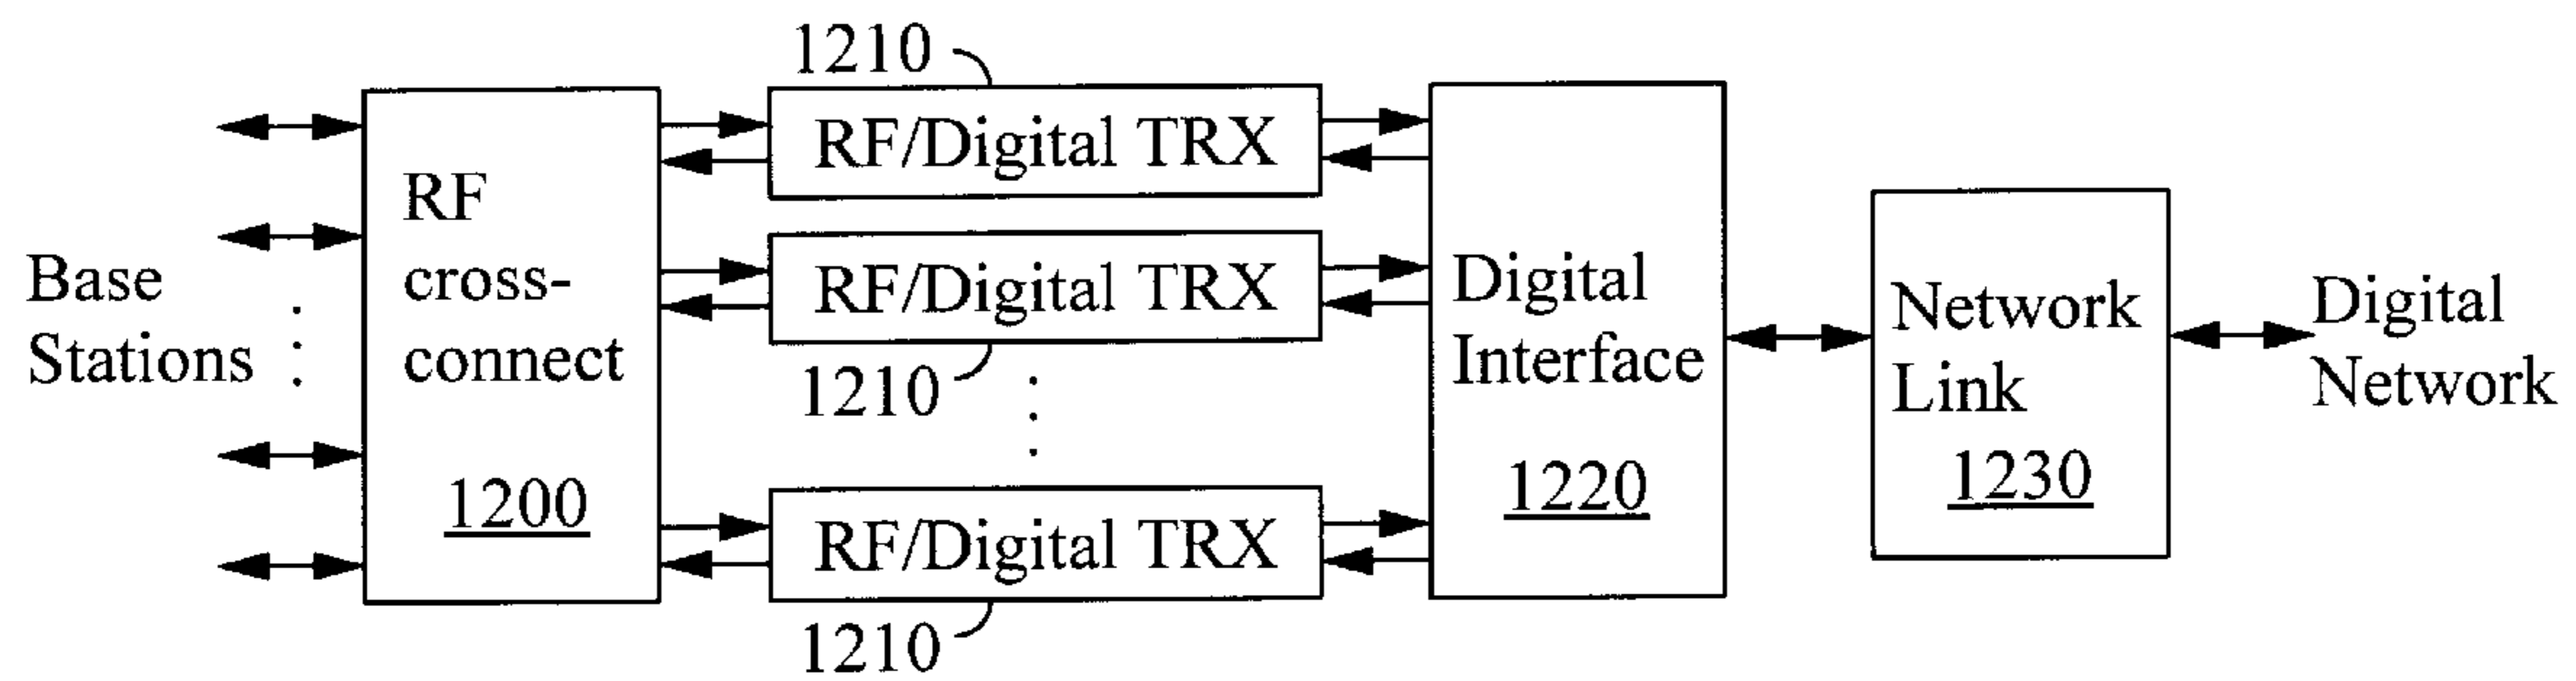 Base
Stations
RF
cross-
connect
1200
1210
RF/Digital TRX
RF/Digital TRX
1210
RF/Digital TRX
1210
Digital
Interface
1220
Network
Link
1230
Digital
Network